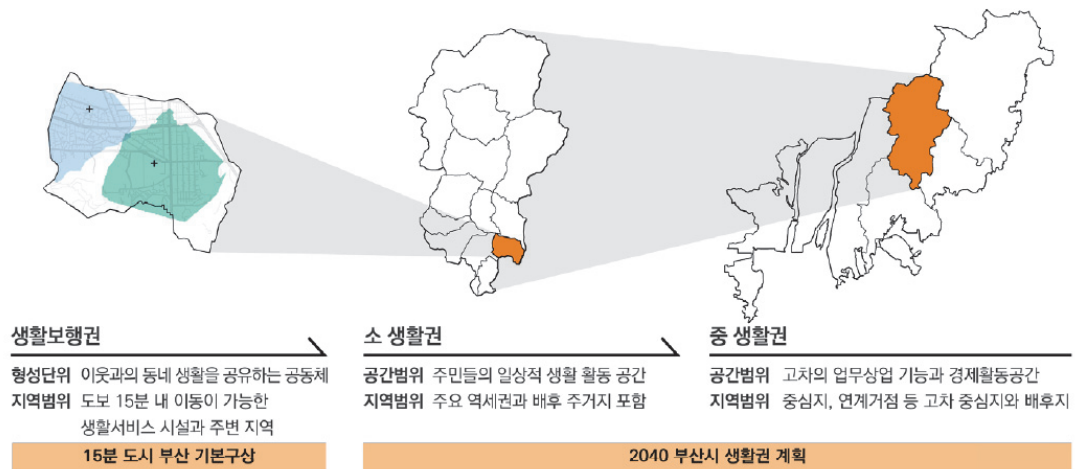 생활보행권
형성단위 이웃과의 동네 생활을 공유하는 공동체
지역범위 도보 15분 내 이동이 가능한
생활서비스 시설과 주변 지역
15분 도시 부산 기본구상
소 생활권
공간범위 주민들의 일상적 생활 활동 공간
지역범위 주요 역세권과 배후 주거지 포함
중 생활권
공간범위 고차의 업무상업 기능과 경제활동공간
지역범위 중심지, 연계거점 등 고차 중심지와 배후지
2040 부산시 생활권 계획